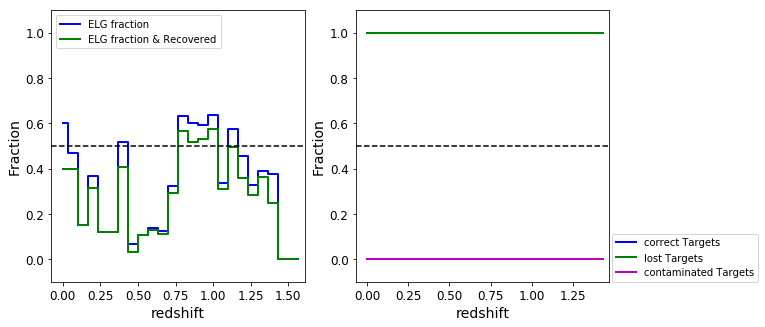 ELG fraction
ELG fraction & Recovered
Fraction
1.0
0.8
0.6
0.4
0.2
0.0
0.00 0.25 0.50 0.75 1.00 1.25 1.50
redshift
Fraction
1.0
0.8
0.6
0.4
0.2
0.0
0.00 0.25 0.50 0.75 1.00 1.25
redshift
correct Targets
lost Targets
contaminated Targets